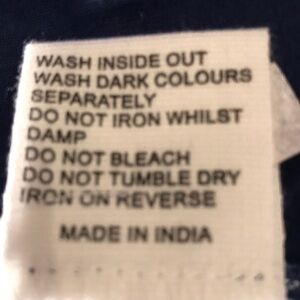 WASH INSIDE OUT
WASH DARK COLOURS
SEPARATELY
DO NOT IRON WHILST
DAMP
DO NOT BLEACH
DO NOT TUMBLE DRY
IRON ON REVERSE
MADE IN INDIA